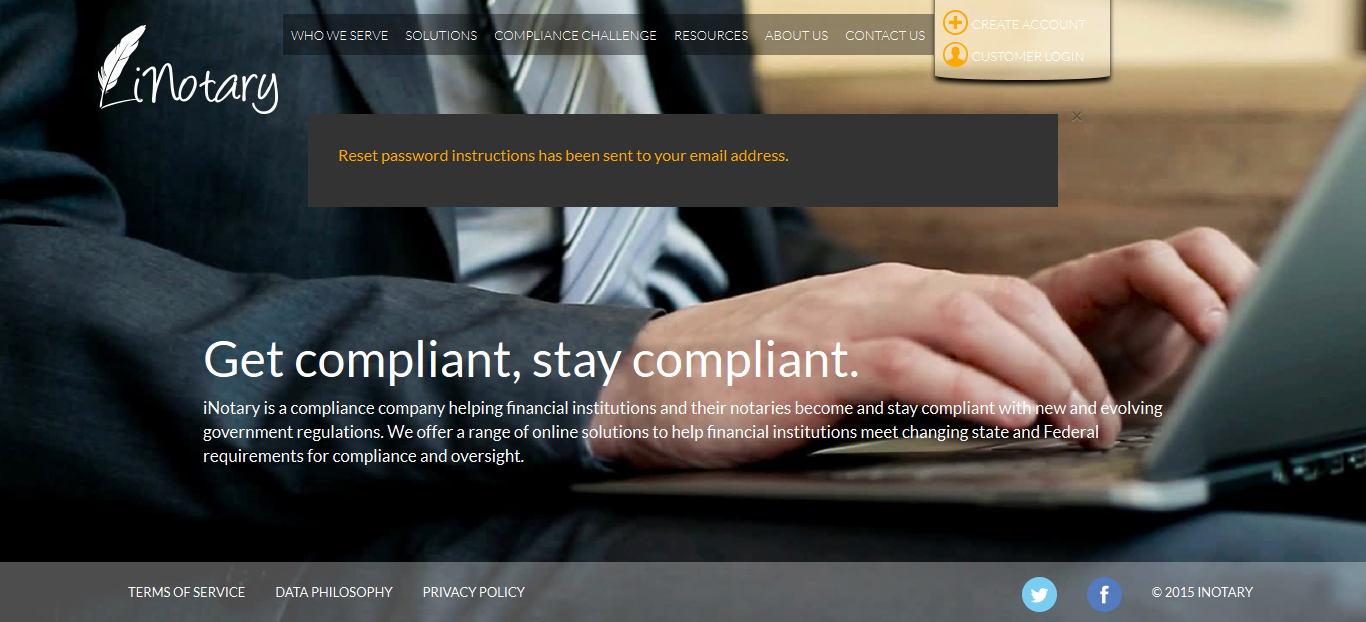 iNotary
WHO WE SERVE SOLUTIONS COMPLIANCE CHALLENGE RESOURCES ABOUT US CONTACT US
CREATE ACCOUNT
CUSTOMER LOGIN
Reset password instructions has been sent to your email address.
Get compliant, stay compliant.
iNotary is a compliance company helping financial institutions and their notaries become and stay compliant with new and evolving
government regulations. We offer a range of online solutions to help financial institutions meet changing state and Federal
requirements for compliance and oversight.
TERMS OF SERVICE DATA PHILOSOPHY PRIVACY POLICY © 2015 INOTARY